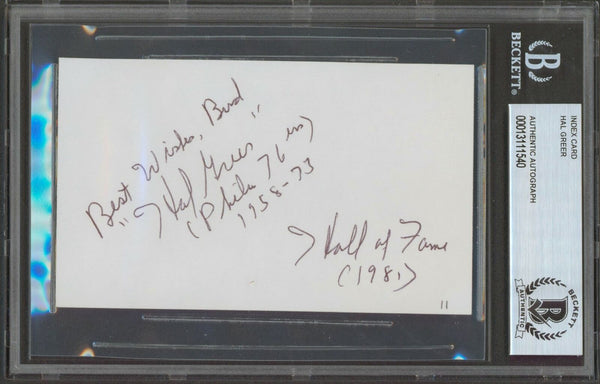 Best Wishes, Bud
"Hal Greer"
(Phila 76ers)
1958-73
Hall of Fame
(1981)
11
BECKETT
B
INDEX CARD
HAL GREER
AUTHENTIC AUTOGRAPH
00013111540
BECKETT
B
AUTHENTIC